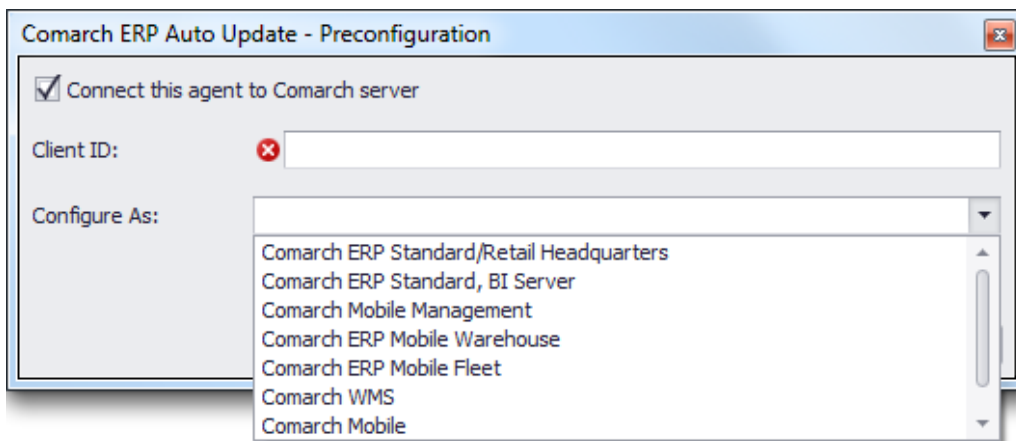 Comarch ERP Auto Update - Preconfiguration
Connect this agent to Comarch server
Client ID:
Configure As:
Comarch ERP Standard/Retail Headquarters
Comarch ERP Standard, BI Server
Comarch Mobile Management
Comarch ERP Mobile Warehouse
Comarch ERP Mobile Fleet
Comarch WMS
Comarch Mobile